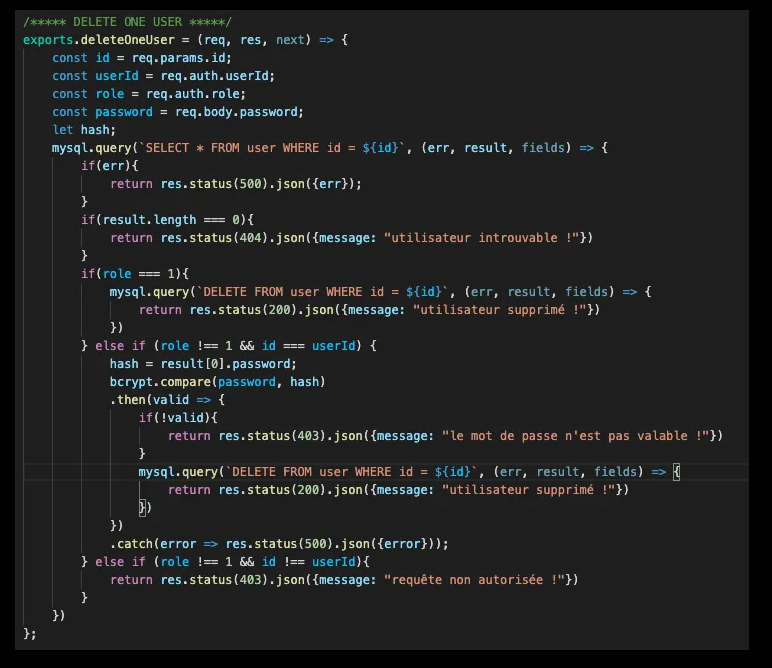 /***** DELETE ONE USER *****/
exports.deleteOneUser = (req, res, next) => {
    const id = req.params.id;
    const userId = req.auth.userId;
    const role = req.auth.role;
    const password = req.body.password;
    let hash;
    mysql.query(`SELECT * FROM user WHERE id = ${id}`, (err, result, fields) => {
        if(err){
            return res.status(500).json({err});
        }
        if(result.length === 0){
            return res.status(404).json({message: "utilisateur introuvable !"})
        }
        if(role === 1){
            mysql.query(`DELETE FROM user WHERE id = ${id}`, (err, result, fields) => {
                return res.status(200).json({message: "utilisateur supprimé !"})
            })
        } else if (role !== 1 && id === userId) {
            hash = result[0].password;
            bcrypt.compare(password, hash)
            .then(valid => {
                if(!valid){
                    return res.status(403).json({message: "le mot de passe n'est pas valable !"})
                }
                mysql.query(`DELETE FROM user WHERE id = ${id}`, (err, result, fields) => {
                    return res.status(200).json({message: "utilisateur supprimé !"})
                })
            })
            .catch(error => res.status(500).json({error}));
        } else if (role !== 1 && id !== userId){
            return res.status(403).json({message: "requête non autorisée !"})
        }
    })
};